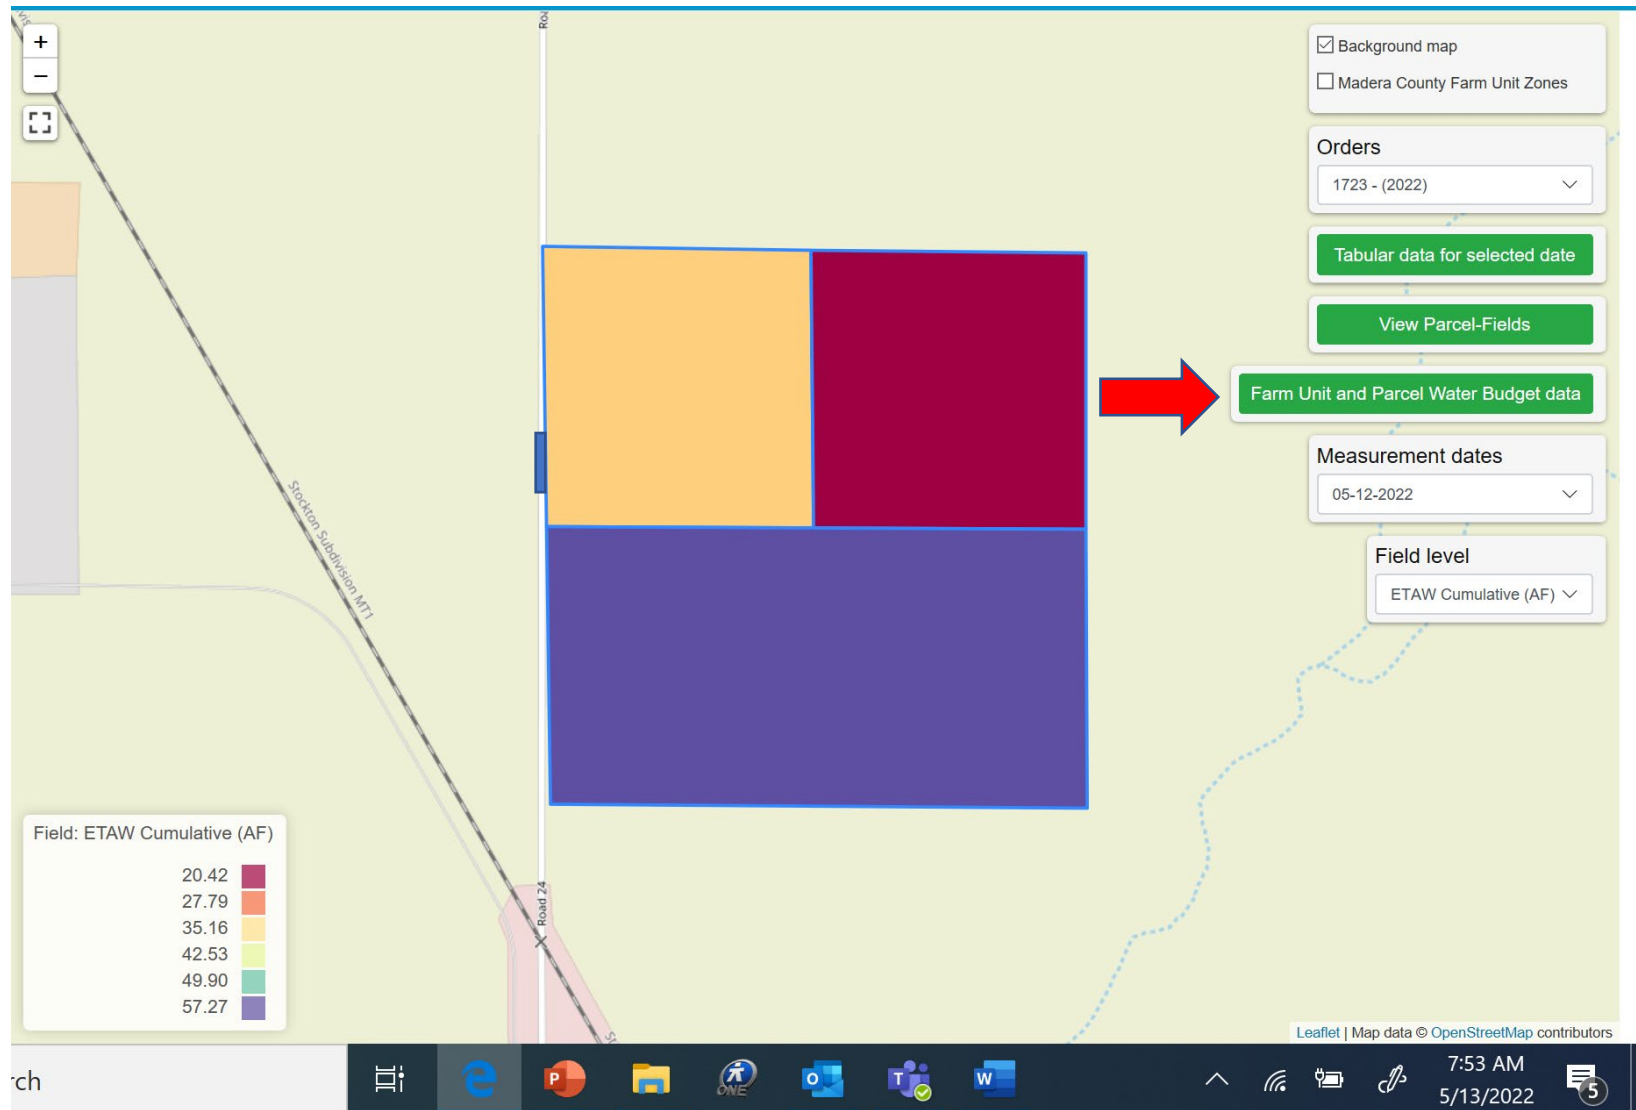 +
−
Background map
Madera County Farm Unit Zones
Orders
1723 - (2022)
Tabular data for selected date
View Parcel-Fields
Farm Unit and Parcel Water Budget data
Measurement dates
05-12-2022
Field level
ETAW Cumulative (AF)
Stockton Subdivision MT1
Road 24
Field: ETAW Cumulative (AF)
20.42
27.79
35.16
42.53
49.90
57.27
Leaflet | Map data © OpenStreetMap contributors
rch
P
ONE
O
T
W
7:53 AM
5/13/2022
5